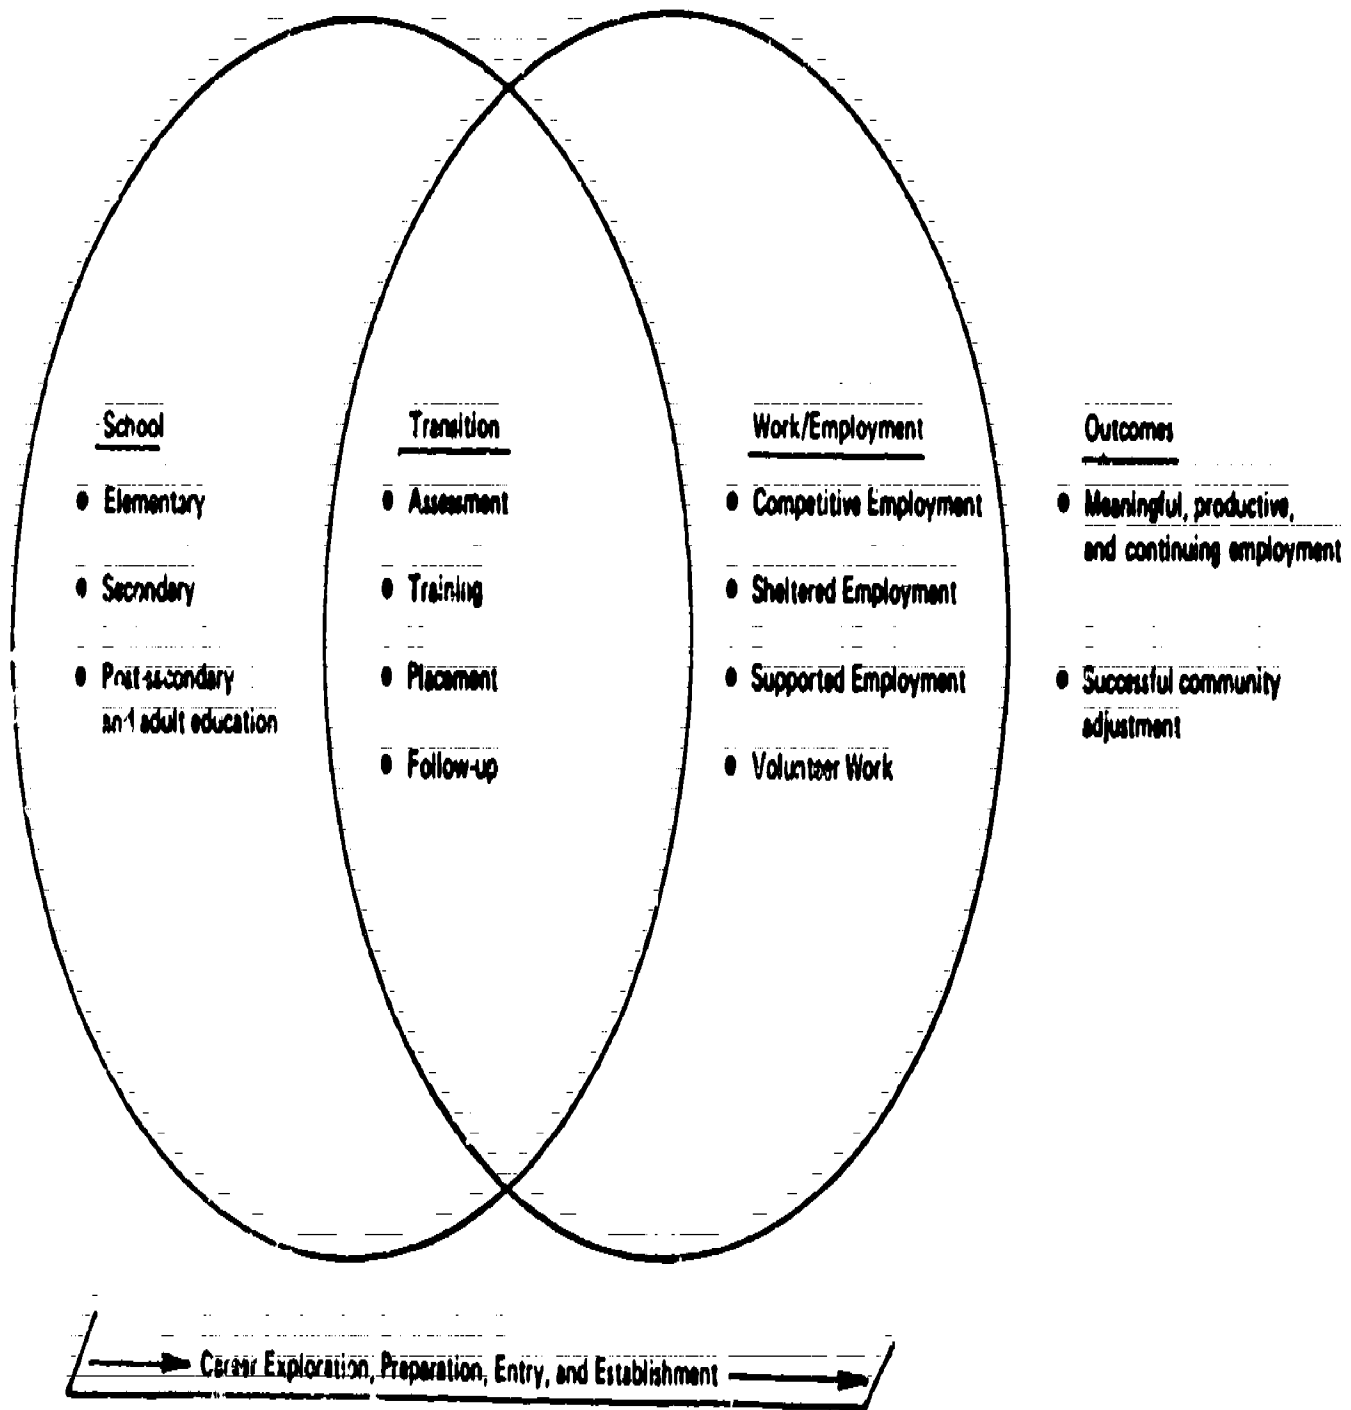 School
● Elementary
● Secondary
● Post-secondary
and adult education
Transition
● Assessment
● Training
● Placement
● Follow-up
Work/Employment
● Competitive Employment
● Sheltered Employment
● Supported Employment
● Volunteer Work
Outcomes
● Meaningful, productive,
and continuing employment
● Successful community
adjustment
Career Exploration, Preparation, Entry, and Establishment